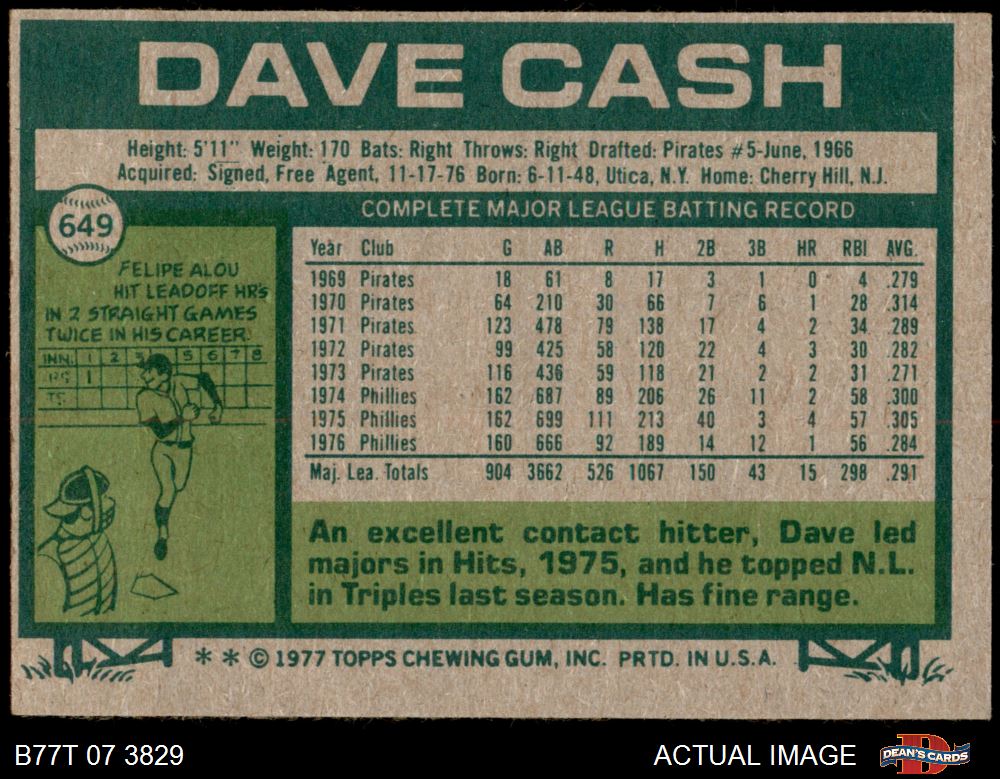 DAVE CASH
Height: 5'11" Weight: 170 Bats: Right Throws: Right Drafted: Pirates #5-June, 1966
Acquired: Signed, Free Agent, 11-17-76 Born: 6-11-48, Utica, N.Y. Home: Cherry Hill, N.J.
649
FELIPE ALOU
HIT LEADOFF HR'S
IN 2 STRAIGHT GAMES
TWICE IN HIS CAREER.
INN. 1 2 3 5 6 7 8
1
COMPLETE MAJOR LEAGUE BATTING RECORD
Year Club G AB R H 2B 3B HR RBI AVG.
1969 Pirates 18 61 8 17 3 1 0 4 .279
1970 Pirates 64 210 30 66 7 6 1 28 .314
1971 Pirates 123 478 79 138 17 4 2 34 .289
1972 Pirates 99 425 58 120 22 4 3 30 .282
1973 Pirates 116 436 59 118 21 2 2 31 .271
1974 Phillies 162 687 89 206 26 11 2 58 .300
1975 Phillies 162 699 111 213 40 3 4 57 .305
1976 Phillies 160 666 92 189 14 12 1 56 .284
Maj. Lea. Totals 904 3662 526 1067 150 43 15 298 .291
An excellent contact hitter, Dave led
majors in Hits, 1975, and he topped N.L.
in Triples last season. Has fine range.
* * © 1977 TOPPS CHEWING GUM, INC. PRTD. IN U.S.A.
B77T 07 3829
ACTUAL IMAGE
D
DEAN'S CARDS